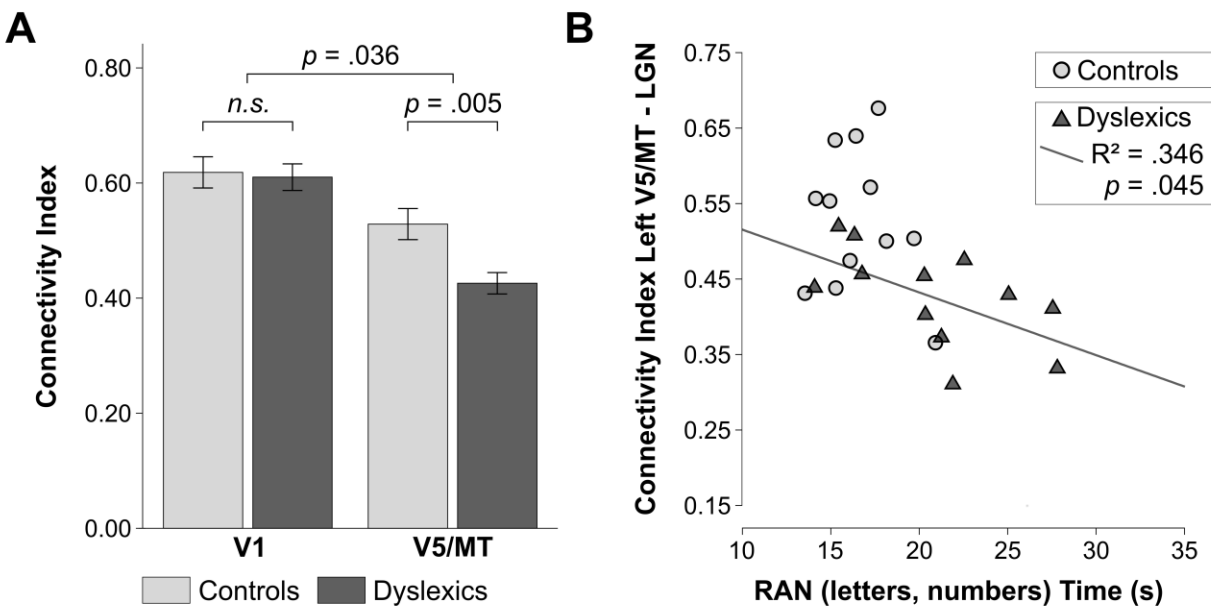 A
Connectivity Index
0.80
0.60
0.40
0.20
0.00
p = .036
n.s.
p = .005
V1
V5/MT
Controls
Dyslexics
B
Connectivity Index Left V5/MT - LGN
0.75
0.65
0.55
0.45
0.35
0.25
0.15
Controls
Dyslexics
R² = .346
p = .045
10
15
20
25
30
35
RAN (letters, numbers) Time (s)